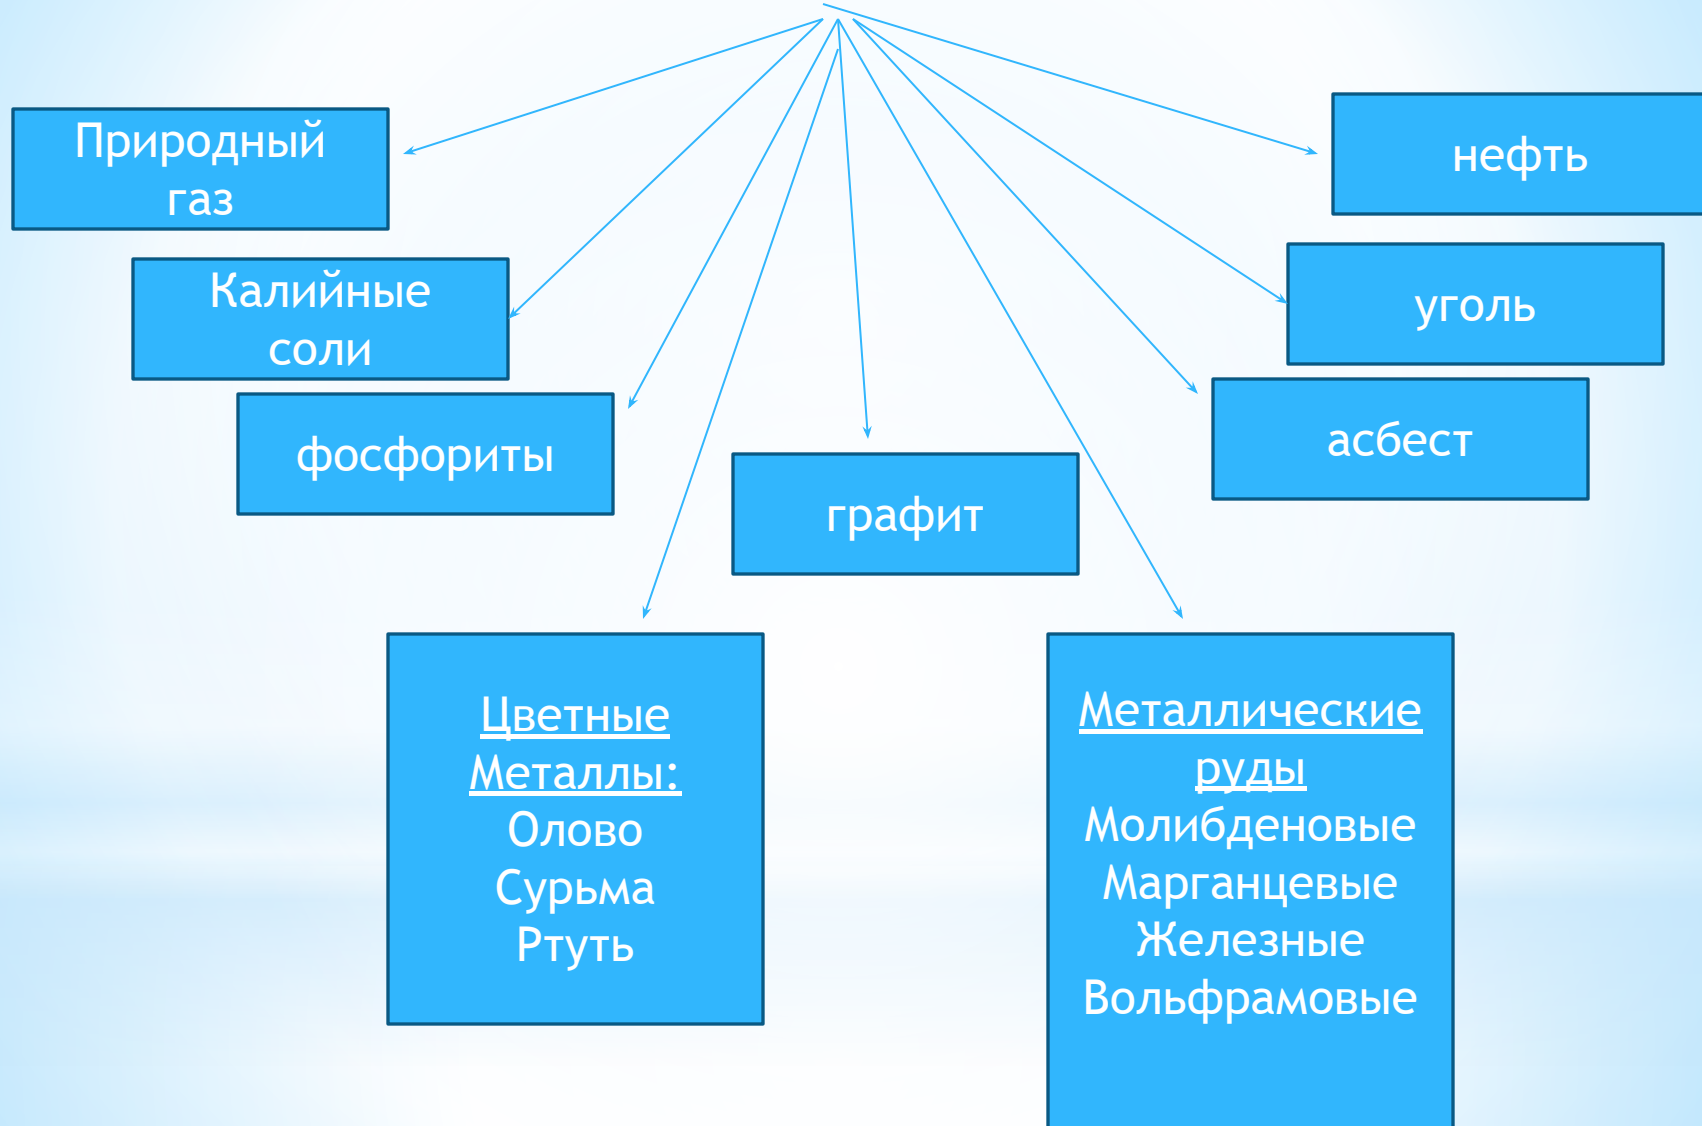 Природный
газ
нефть
Калийные
соли
уголь
фосфориты
асбест
графит
Цветные
Металлы:
Олово
Сурьма
Ртуть
Металлические
руды
Молибденовые
Марганцевые
Железные
Вольфрамовые